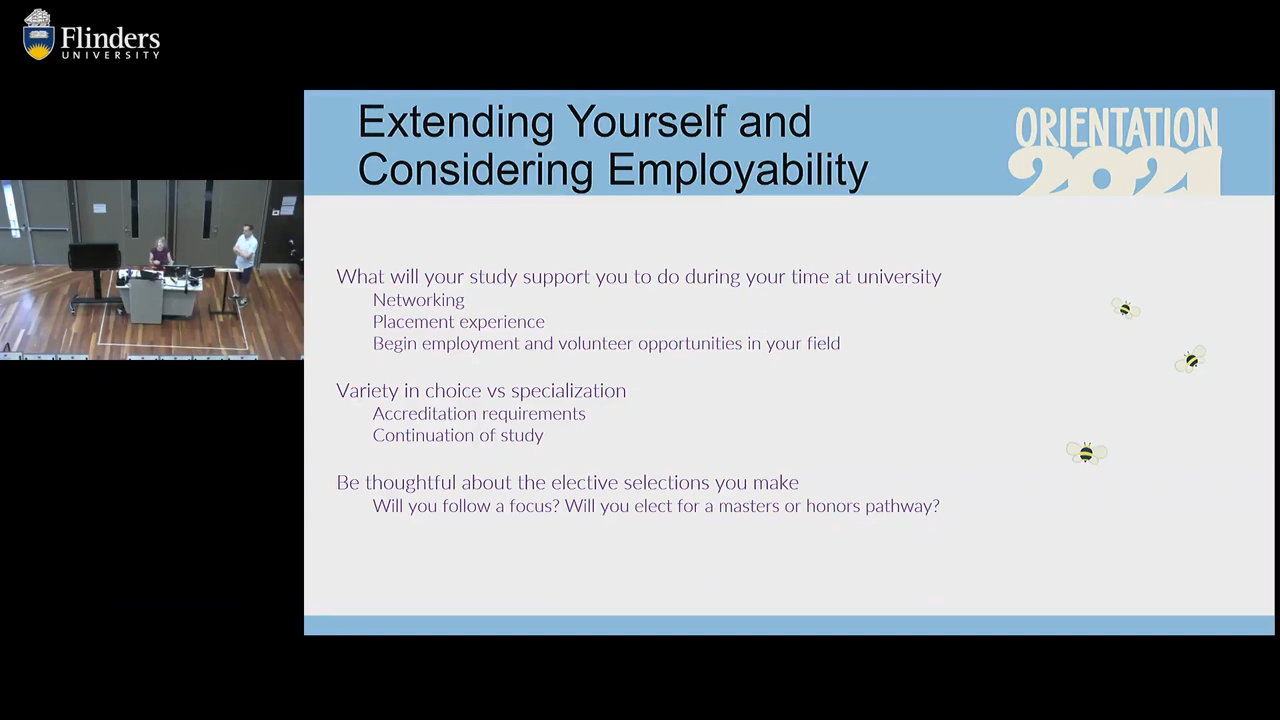 Flinders
UNIVERSITY
Extending Yourself and
Considering Employability
ORIENTATION
2021
What will your study support you to do during your time at university
Networking
Placement experience
Begin employment and volunteer opportunities in your field
Variety in choice vs specialization
Accreditation requirements
Continuation of study
Be thoughtful about the elective selections you make
Will you follow a focus? Will you elect for a masters or honors pathway?